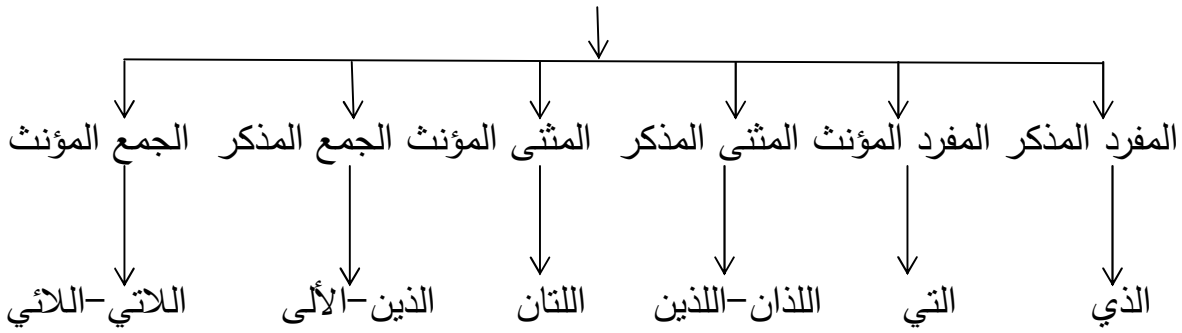 المفرد المذكر المفرد المؤنث المثنى المذكر المثنى المؤنث الجمع المذكر الجمع المؤنث
الذي التي اللذان-اللذين اللتان الذين-الألى اللاتي-اللائي